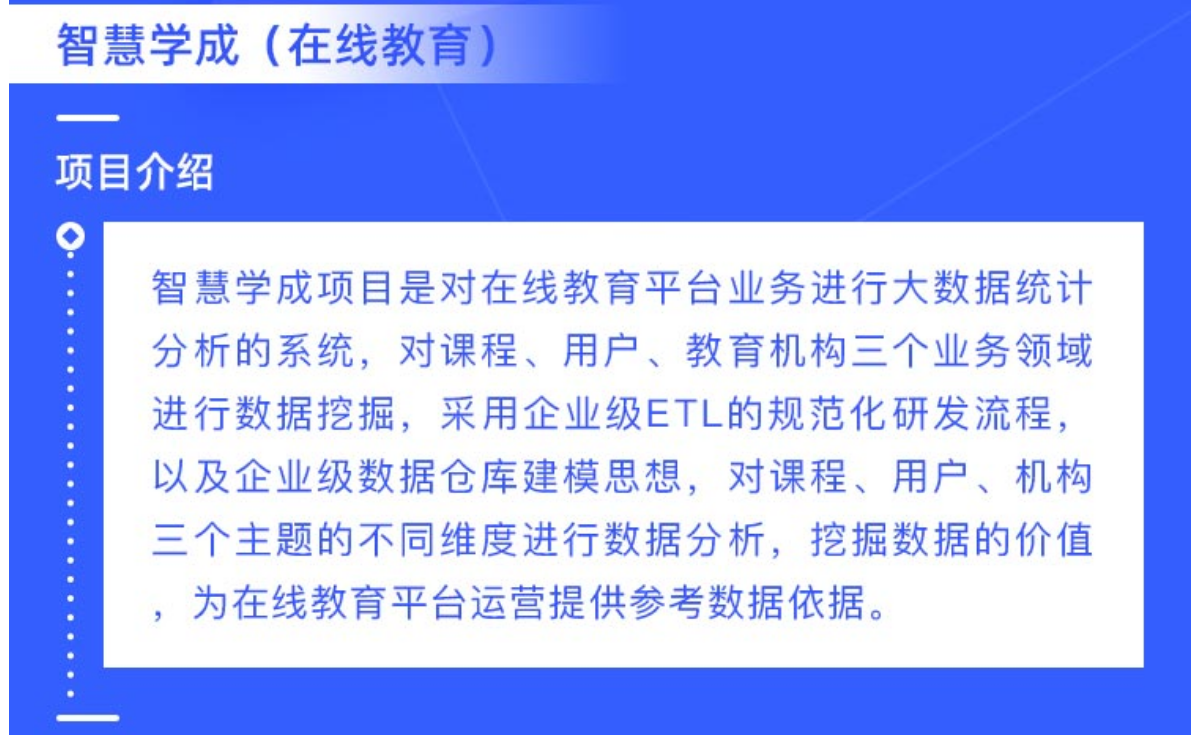 智慧学成（在线教育）
项目介绍
智慧学成项目是对在线教育平台业务进行大数据统计
分析的系统，对课程、用户、教育机构三个业务领域
进行数据挖掘，采用企业级ETL的规范化研发流程，
以及企业级数据仓库建模思想，对课程、用户、机构
三个主题的不同维度进行数据分析，挖掘数据的价值
，为在线教育平台运营提供参考数据依据。